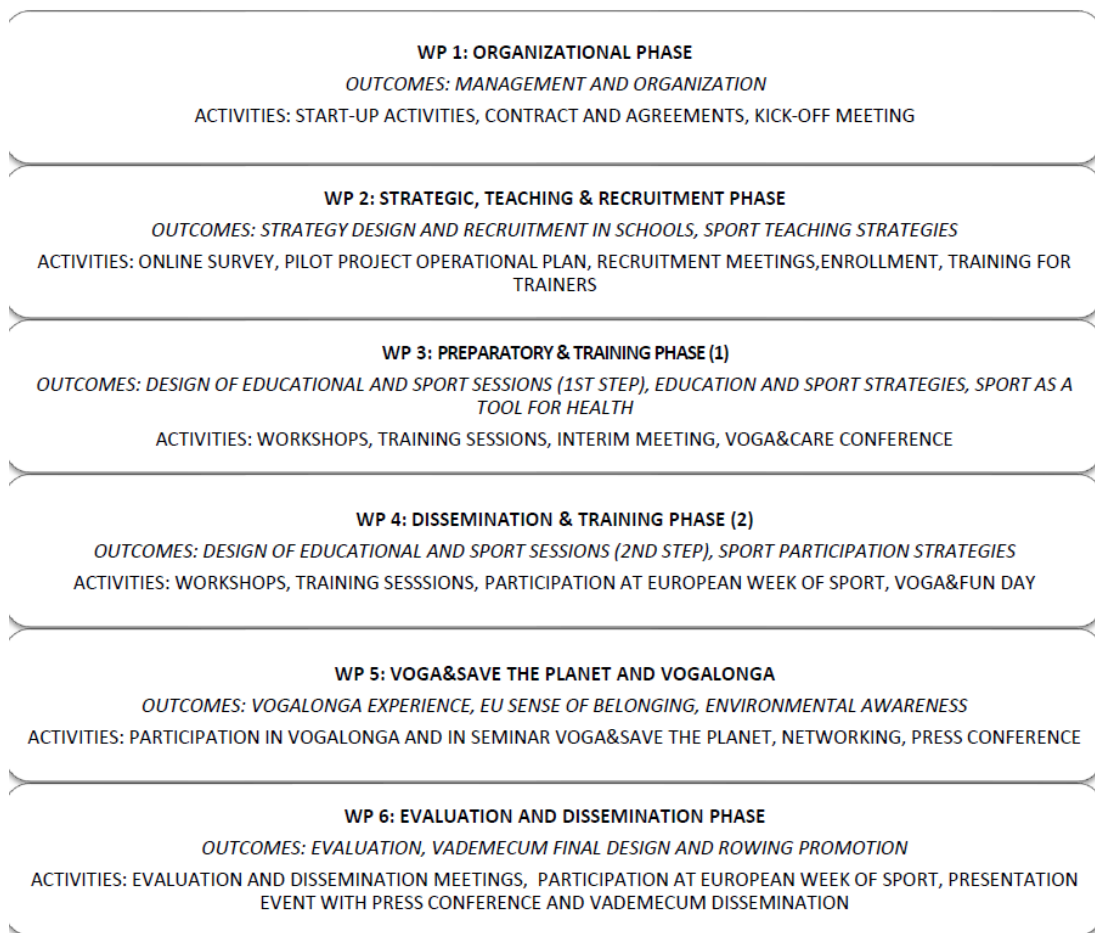 WP 1: ORGANIZATIONAL PHASE
OUTCOMES: MANAGEMENT AND ORGANIZATION
ACTIVITIES: START-UP ACTIVITIES, CONTRACT AND AGREEMENTS, KICK-OFF MEETING
WP 2: STRATEGIC, TEACHING & RECRUITMENT PHASE
OUTCOMES: STRATEGY DESIGN AND RECRUITMENT IN SCHOOLS, SPORT TEACHING STRATEGIES
ACTIVITIES: ONLINE SURVEY, PILOT PROJECT OPERATIONAL PLAN, RECRUITMENT MEETINGS,ENROLLMENT, TRAINING FOR
TRAINERS
WP 3: PREPARATORY & TRAINING PHASE (1)
OUTCOMES: DESIGN OF EDUCATIONAL AND SPORT SESSIONS (1ST STEP), EDUCATION AND SPORT STRATEGIES, SPORT AS A
TOOL FOR HEALTH
ACTIVITIES: WORKSHOPS, TRAINING SESSIONS, INTERIM MEETING, VOGA&CARE CONFERENCE
WP 4: DISSEMINATION & TRAINING PHASE (2)
OUTCOMES: DESIGN OF EDUCATIONAL AND SPORT SESSIONS (2ND STEP), SPORT PARTICIPATION STRATEGIES
ACTIVITIES: WORKSHOPS, TRAINING SESSSIONS, PARTICIPATION AT EUROPEAN WEEK OF SPORT, VOGA&FUN DAY
WP 5: VOGA&SAVE THE PLANET AND VOGALONGA
OUTCOMES: VOGALONGA EXPERIENCE, EU SENSE OF BELONGING, ENVIRONMENTAL AWARENESS
ACTIVITIES: PARTICIPATION IN VOGALONGA AND IN SEMINAR VOGA&SAVE THE PLANET, NETWORKING, PRESS CONFERENCE
WP 6: EVALUATION AND DISSEMINATION PHASE
OUTCOMES: EVALUATION, VADEMECUM FINAL DESIGN AND ROWING PROMOTION
ACTIVITIES: EVALUATION AND DISSEMINATION MEETINGS, PARTICIPATION AT EUROPEAN WEEK OF SPORT, PRESENTATION
EVENT WITH PRESS CONFERENCE AND VADEMECUM DISSEMINATION